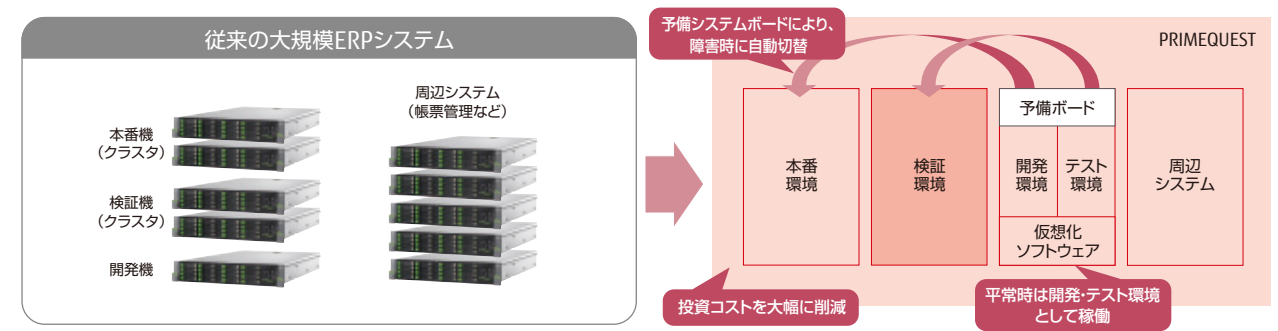 従来の大規模ERPシステム
本番機
（クラスタ）
検証機
（クラスタ）
開発機
周辺システム
（帳票管理など）
予備システムボードにより、
障害時に自動切替
PRIMEQUEST
本番
環境
検証
環境
予備ボード
開発
環境
テスト
環境
仮想化
ソフトウェア
周辺
システム
投資コストを大幅に削減
平常時は開発・テスト環境
として稼働